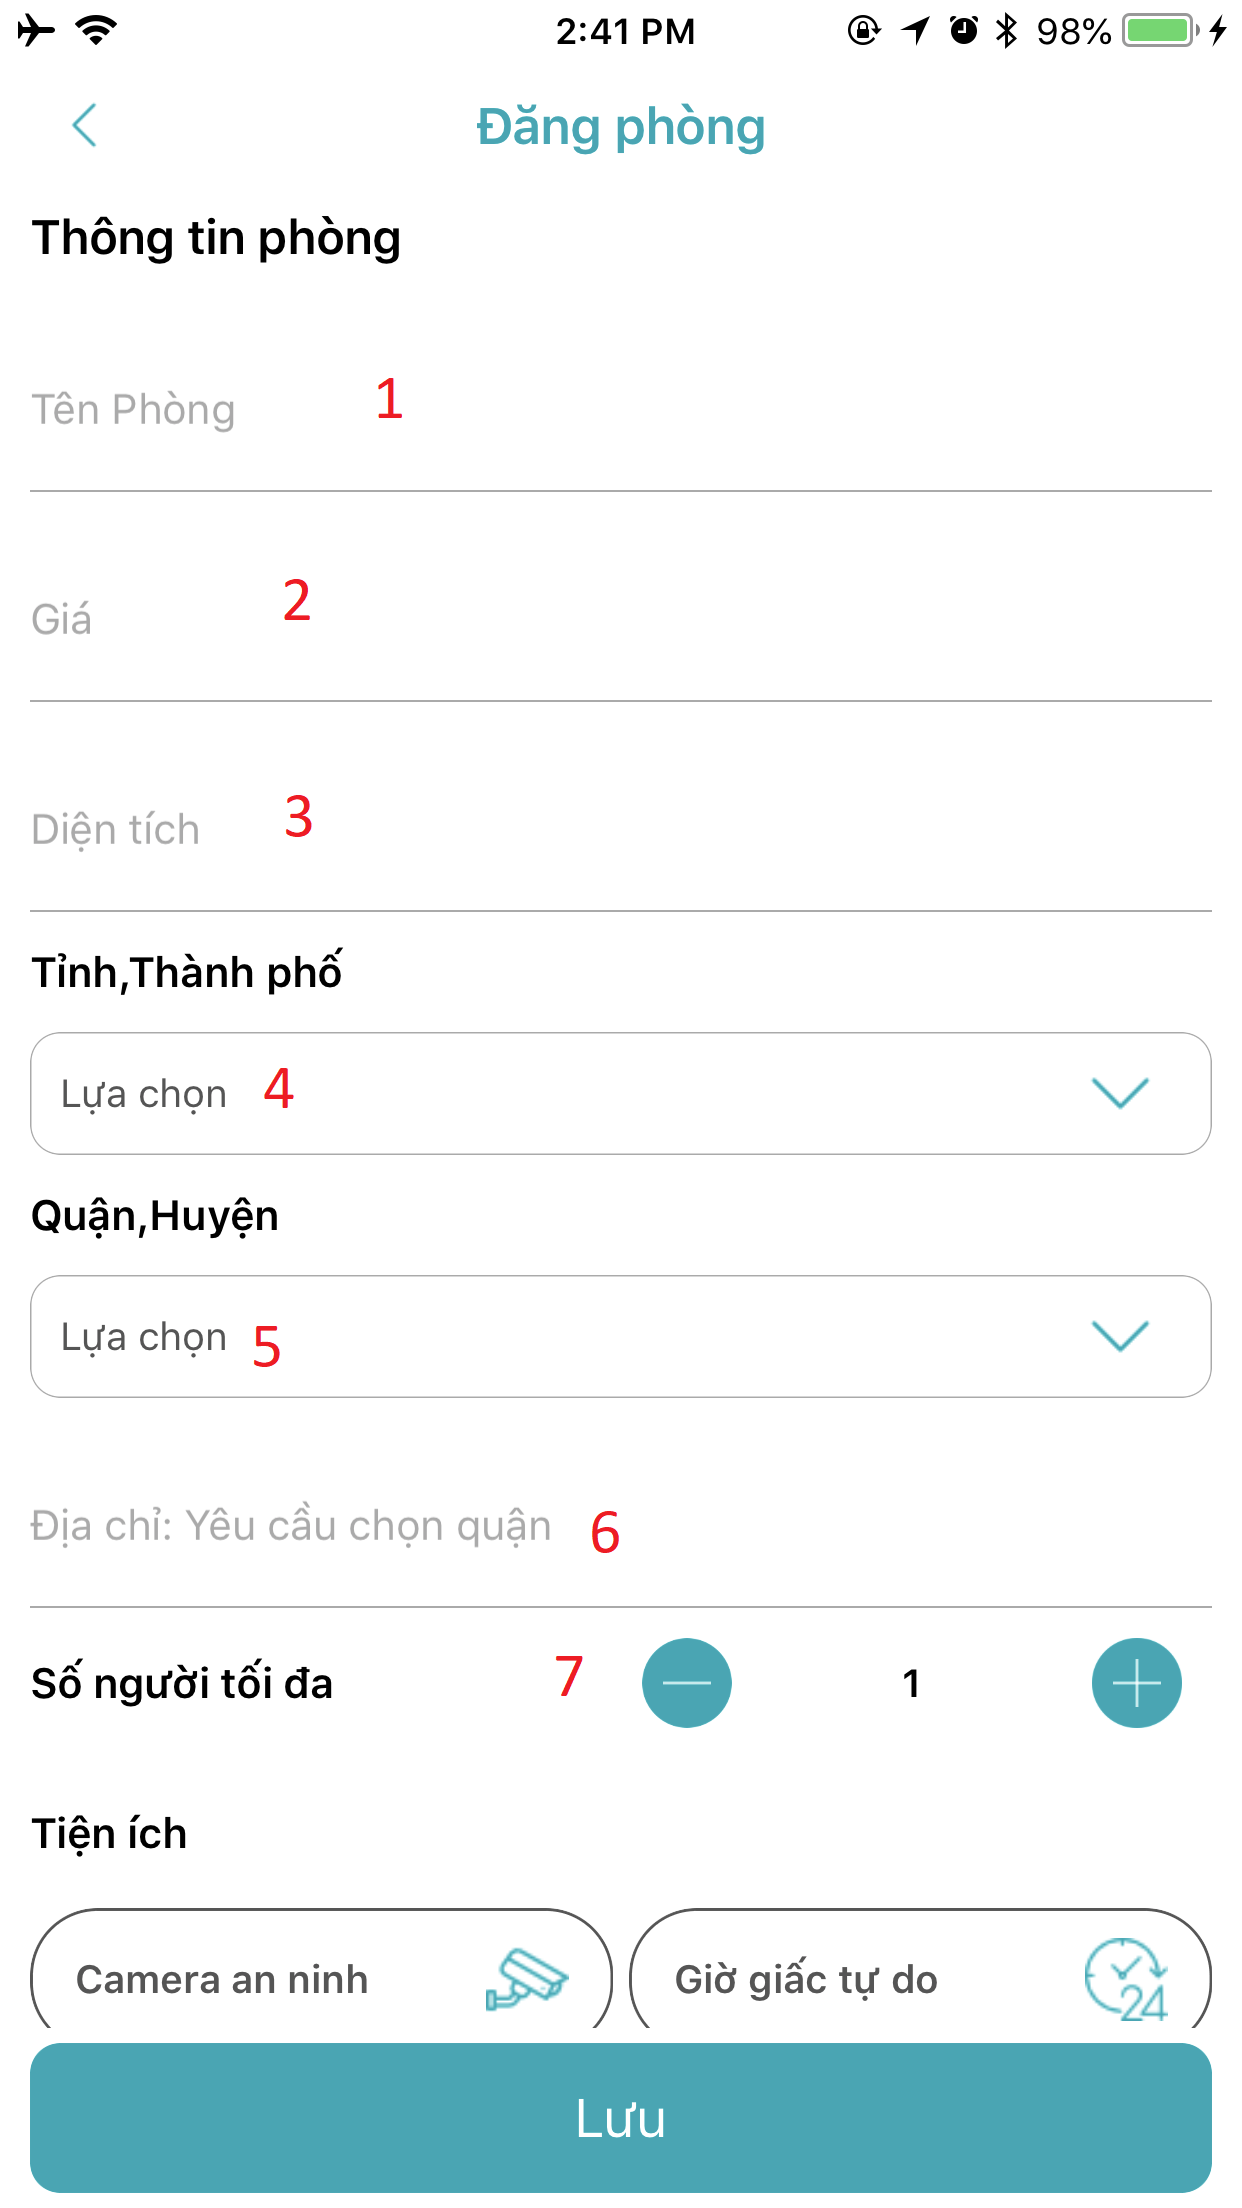 2:41 PM 98%
Đăng phòng
Thông tin phòng
Tên Phòng 1
Giá 2
Diện tích 3
Tỉnh,Thành phố
Lựa chọn 4
Quận,Huyện
Lựa chọn 5
Địa chỉ: Yêu cầu chọn quận 6
Số người tối đa 7 1
Tiện ích
Camera an ninh Giờ giấc tự do 24
Lưu